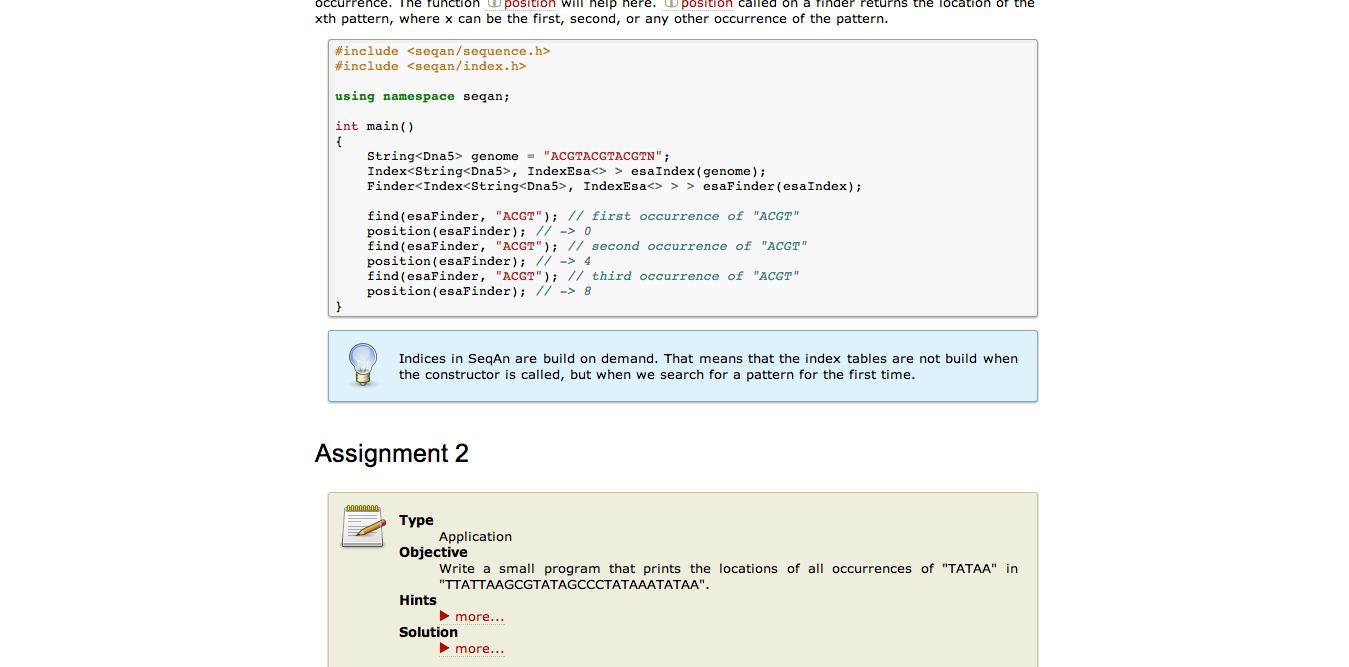 occurrence. The function position will help here. position called on a finder returns the location of the
xth pattern, where x can be the first, second, or any other occurrence of the pattern.
#include <seqan/sequence.h>
#include <seqan/index.h>
using namespace seqan;
int main()
{
String<Dna5> genome = "ACGTACGTACGTN";
Index<String<Dna5>, IndexEsa<> > esaIndex(genome);
Finder<Index<String<Dna5>, IndexEsa<> > > esaFinder(esaIndex);
find(esaFinder, "ACGT"); // first occurrence of "ACGT"
position(esaFinder); // -> 0
find(esaFinder, "ACGT"); // second occurrence of "ACGT"
position(esaFinder); // -> 4
find(esaFinder, "ACGT"); // third occurrence of "ACGT"
position(esaFinder); // -> 8
}
Indices in SeqAn are build on demand. That means that the index tables are not build when
the constructor is called, but when we search for a pattern for the first time.
Assignment 2
Type
Application
Objective
Write a small program that prints the locations of all occurrences of "TATAA" in
"TTATTAAGCGTATAGCCCTATAAATATAA".
Hints
▶ more...
Solution
▶ more...